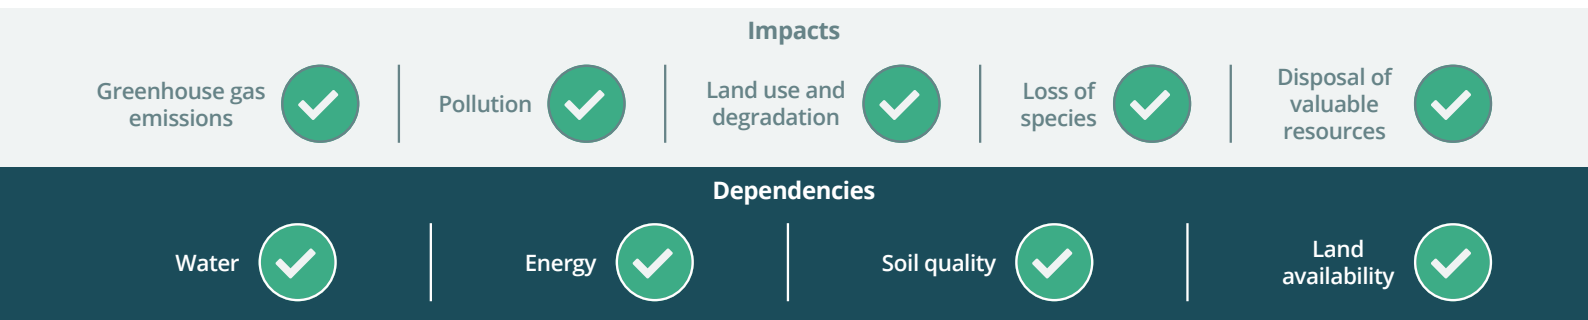 Impacts
Greenhouse gas
emissions
Pollution
Land use and
degradation
Loss of
species
Disposal of
valuable
resources
Dependencies
Water
Energy
Soil quality
Land
availability